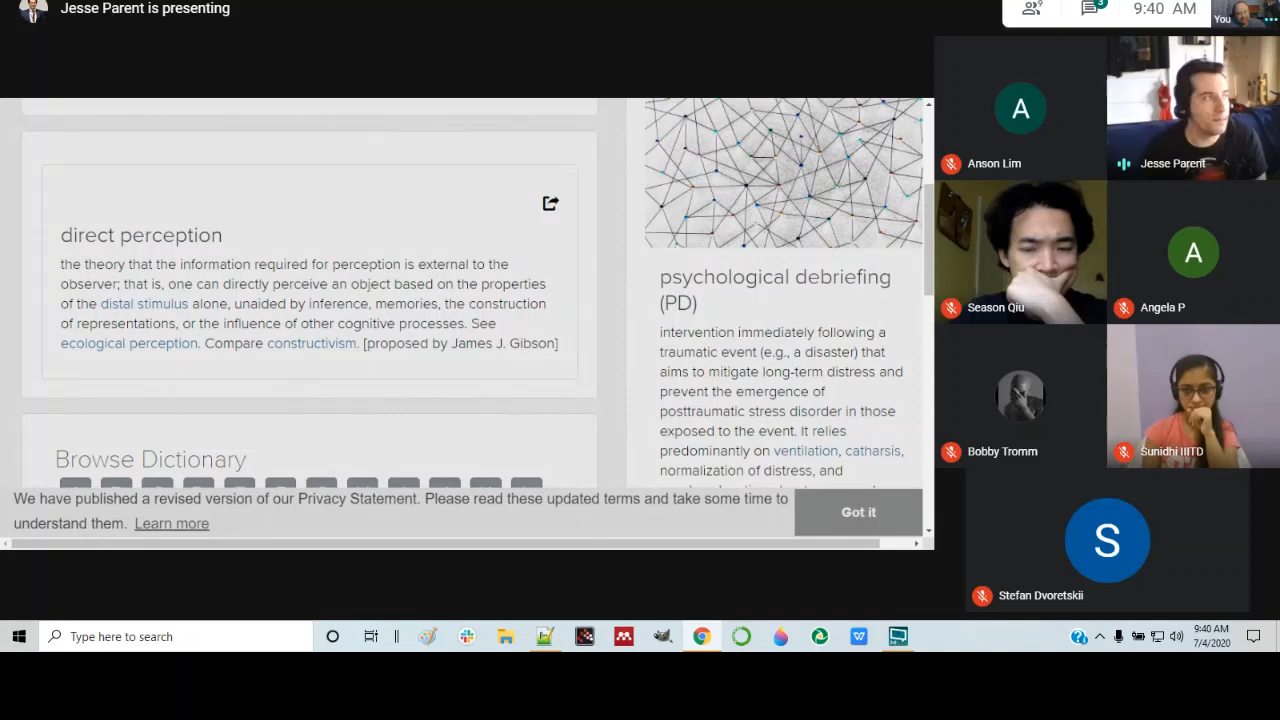 Jesse Parent is presenting
9
3
9:40 AM
You
direct perception
the theory that the information required for perception is external to the
observer; that is, one can directly perceive an object based on the properties
of the distal stimulus alone, unaided by inference, memories, the construction
of representations, or the influence of other cognitive processes. See
ecological perception. Compare constructivism. [proposed by James J. Gibson]
Browse Dictionary
psychological debriefing
(PD)
intervention immediately following a
traumatic event (e.g., a disaster) that
aims to mitigate long-term distress and
prevent the emergence of
posttraumatic stress disorder in those
exposed to the event. It relies
predominantly on ventilation, catharsis,
normalization of distress, and
We have published a revised version of our Privacy Statement. Please read these updated terms and take some time to
understand them. Learn more
Got it
A
Anson Lim
Jesse Parent
Season Qiu
A
Angela P
Bobby Tromm
Sunidhi IIITD
S
Stefan Dvoretskii
Type here to search
9:40 AM
7/4/2020